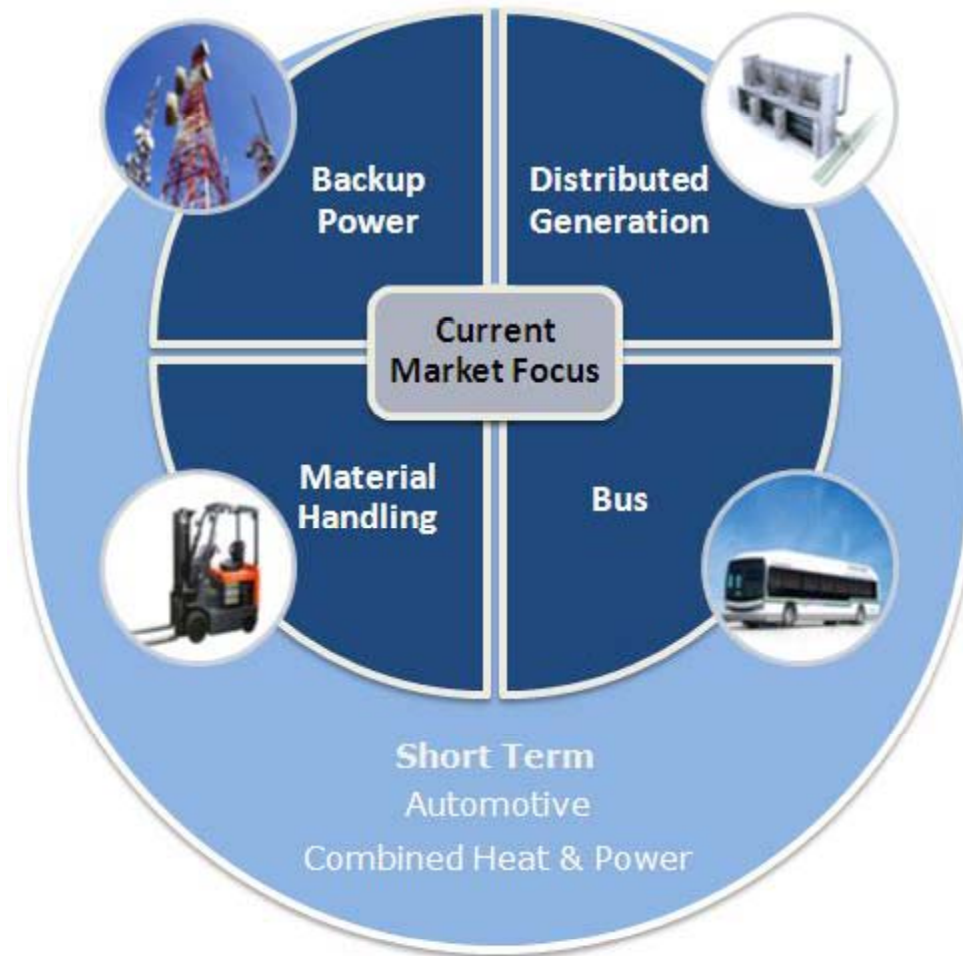 Backup
Power
Distributed
Generation
Current
Market Focus
Material
Handling
Bus
Short Term
Automotive
Combined Heat & Power